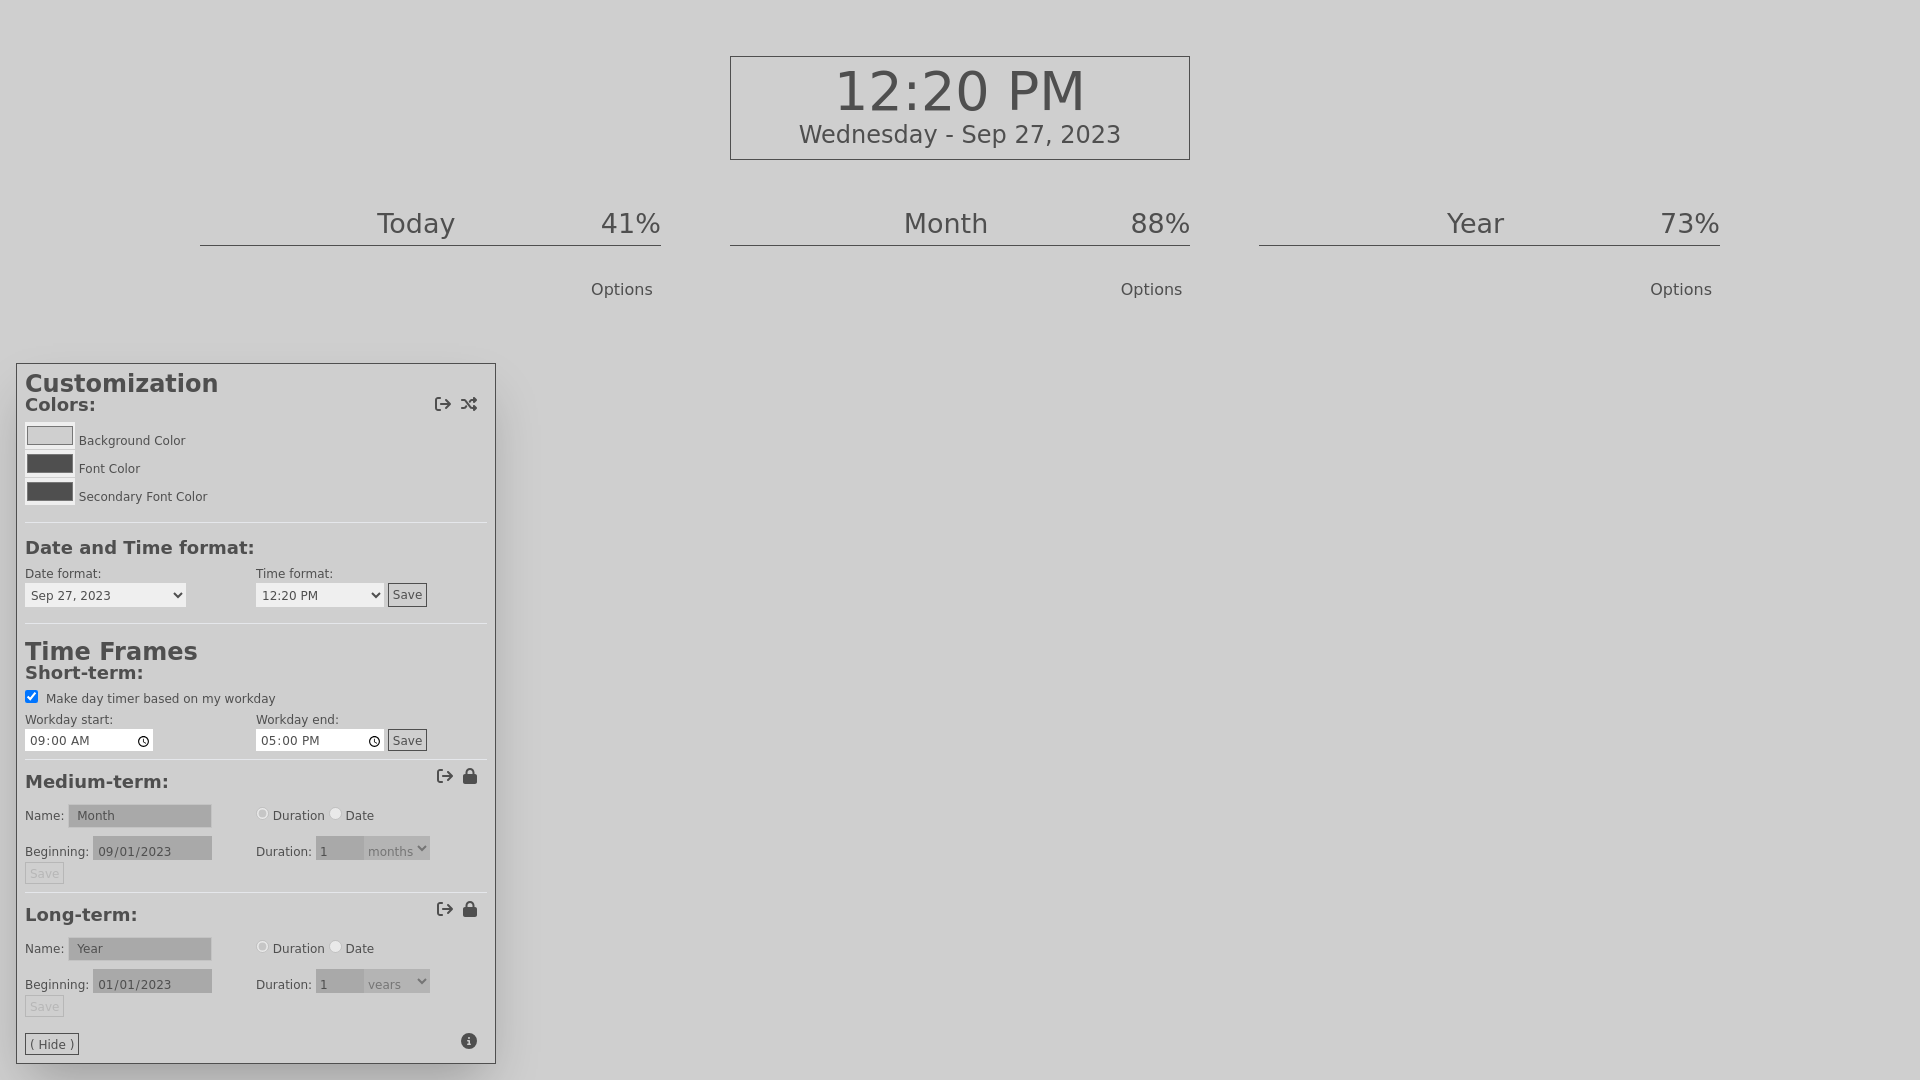 12:20 PM
Wednesday - Sep 27, 2023
Today 41%
Month 88%
Year 73%
Options
Options
Options
Customization
Colors:
Background Color
Font Color
Secondary Font Color
Date and Time format:
Date format: Time format:
Sep 27, 2023 12:20 PM Save
Time Frames
Short-term:
Make day timer based on my workday
Workday start: Workday end:
09:00 AM 05:00 PM Save
Medium-term:
Name: Month Duration Date
Beginning: 09/01/2023 Duration: 1 months
Save
Long-term:
Name: Year Duration Date
Beginning: 01/01/2023 Duration: 1 years
Save
( Hide )